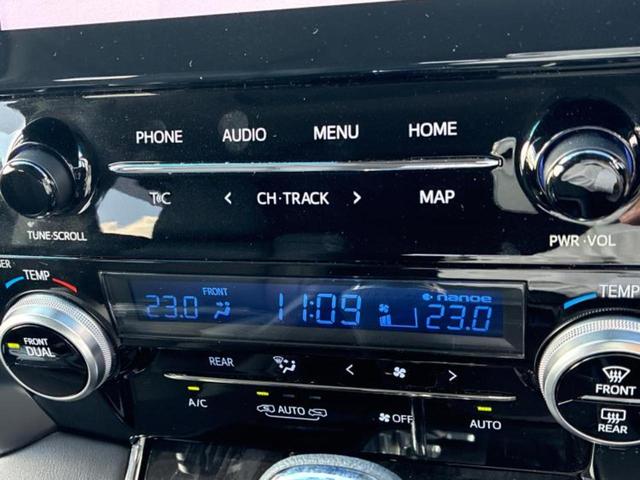 PHONE AUDIO MENU HOME
T C < CH·TRACK > MAP
TUNE·SCROLL PWR·VOL
TEMP TEMP
FRONT nanoe
23.0 11:09 23.0
FRONT DUAL
REAR < >
A/C AUTO OFF AUTO
FRONT
REAR